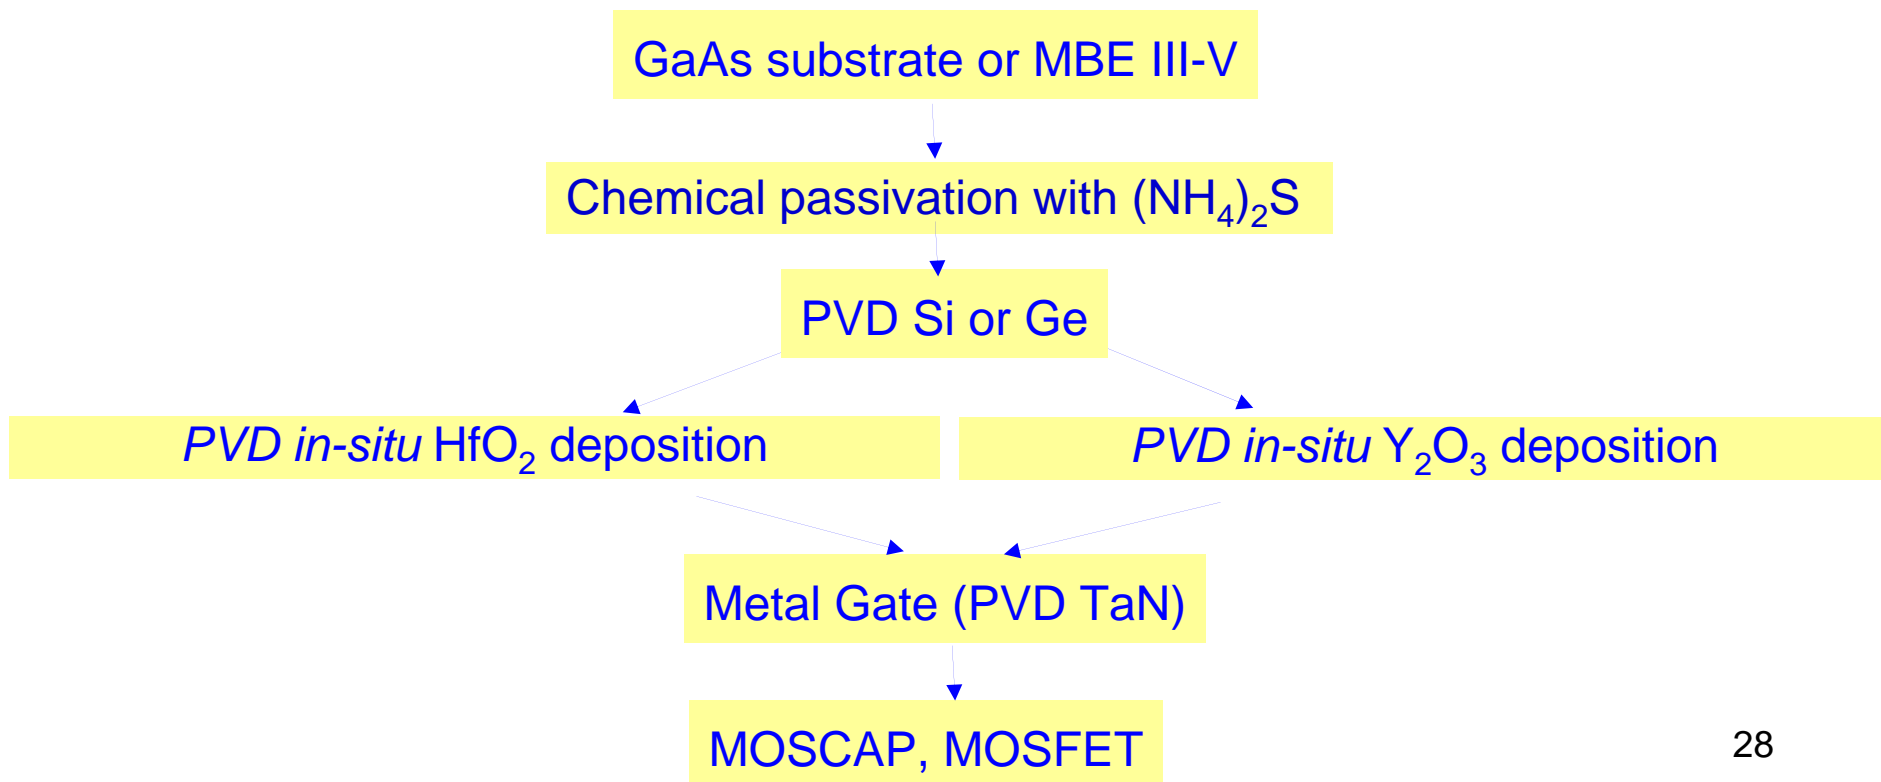 GaAs substrate or MBE III-V
Chemical passivation with (NH₄)₂S
PVD Si or Ge
PVD in-situ HfO₂ deposition
PVD in-situ Y₂O₃ deposition
Metal Gate (PVD TaN)
MOSCAP, MOSFET
28